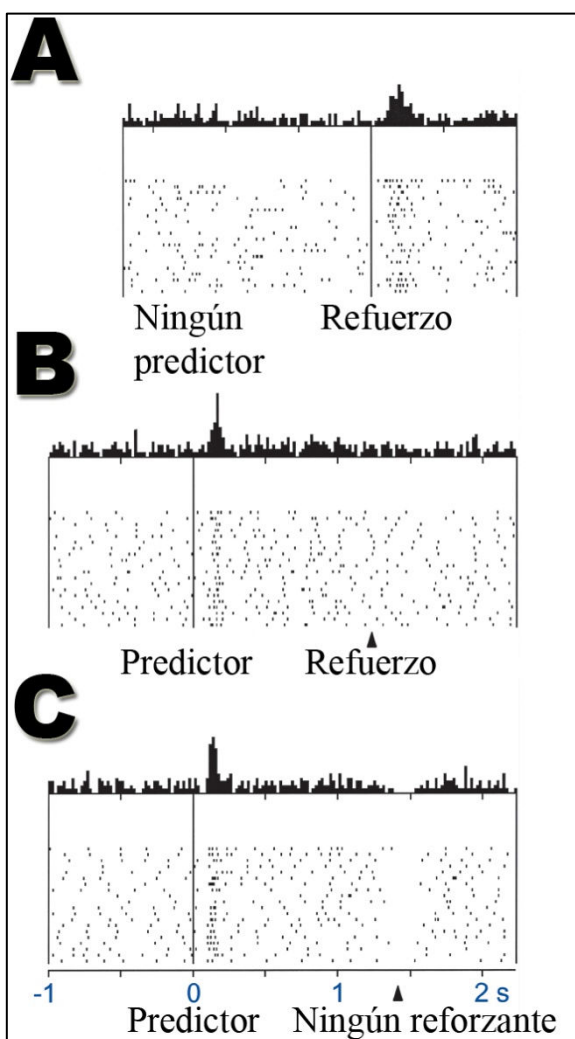 A
Ningún Refuerzo
predictor
B
Predictor Refuerzo
C
-1 0 1 2 s
Predictor Ningún reforzante